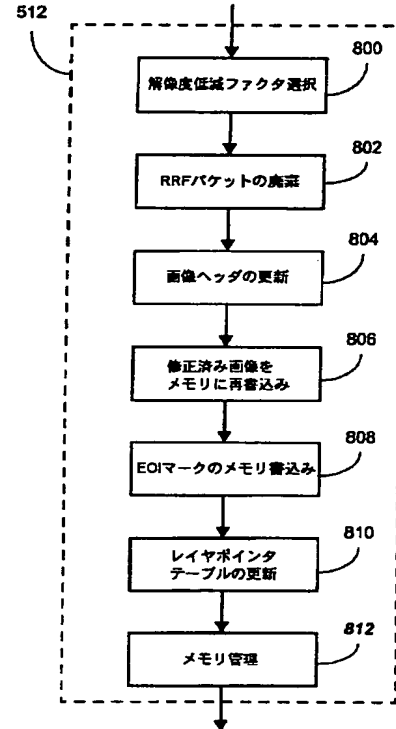 512
800
解像度低減ファクタ選択
802
RRFパケットの廃棄
804
画像ヘッダの更新
806
修正済み画像を
メモリに再書込み
808
EOIマークのメモリ書込み
810
レイヤポインタ
テーブルの更新
812
メモリ管理